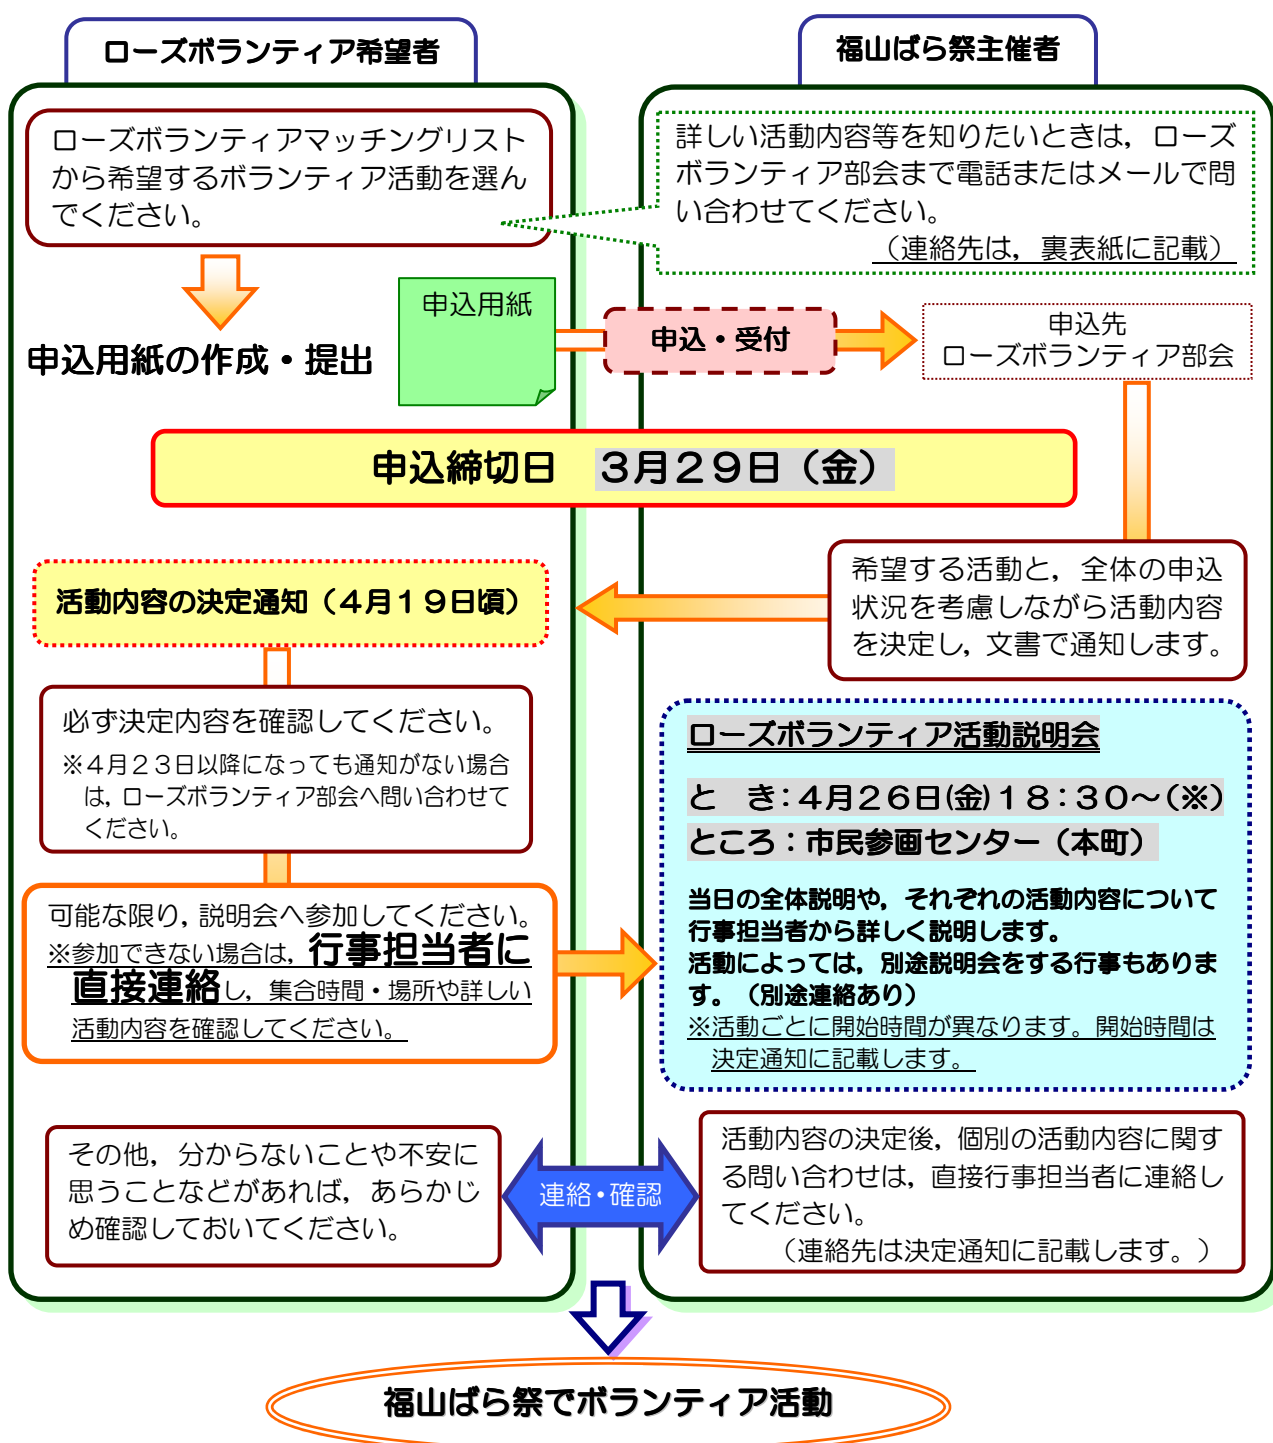 ローズボランティア希望者
福山ばら祭主催者
ローズボランティアマッチングリスト
から希望するボランティア活動を選ん
でください。
詳しい活動内容等を知りたいときは，ローズ
ボランティア部会まで電話またはメールで問
い合わせてください。
（連絡先は，裏表紙に記載）
申込用紙の作成・提出
申込用紙
申込・受付
申込先
ローズボランティア部会
申込締切日　３月２９日（金）
希望する活動と，全体の申込
状況を考慮しながら活動内容
を決定し，文書で通知します。
活動内容の決定通知（４月１９日頃）
必ず決定内容を確認してください。
※４月２３日以降になっても通知がない場合
は，ローズボランティア部会へ問い合わせて
ください。
可能な限り，説明会へ参加してください。
※参加できない場合は，行事担当者に
直接連絡し，集合時間・場所や詳しい
活動内容を確認してください。
ローズボランティア活動説明会
と　き：４月２６日(金)１８：３０～（※）
ところ：市民参画センター（本町）
当日の全体説明や，それぞれの活動内容について
行事担当者から詳しく説明します。
活動によっては，別途説明会をする行事もありま
す。（別途連絡あり）
※活動ごとに開始時間が異なります。開始時間は
決定通知に記載します。
その他，分からないことや不安に
思うことなどがあれば，あらかじ
め確認しておいてください。
連絡・確認
活動内容の決定後，個別の活動内容に関す
る問い合わせは，直接行事担当者に連絡し
てください。
（連絡先は決定通知に記載します。）
福山ばら祭でボランティア活動